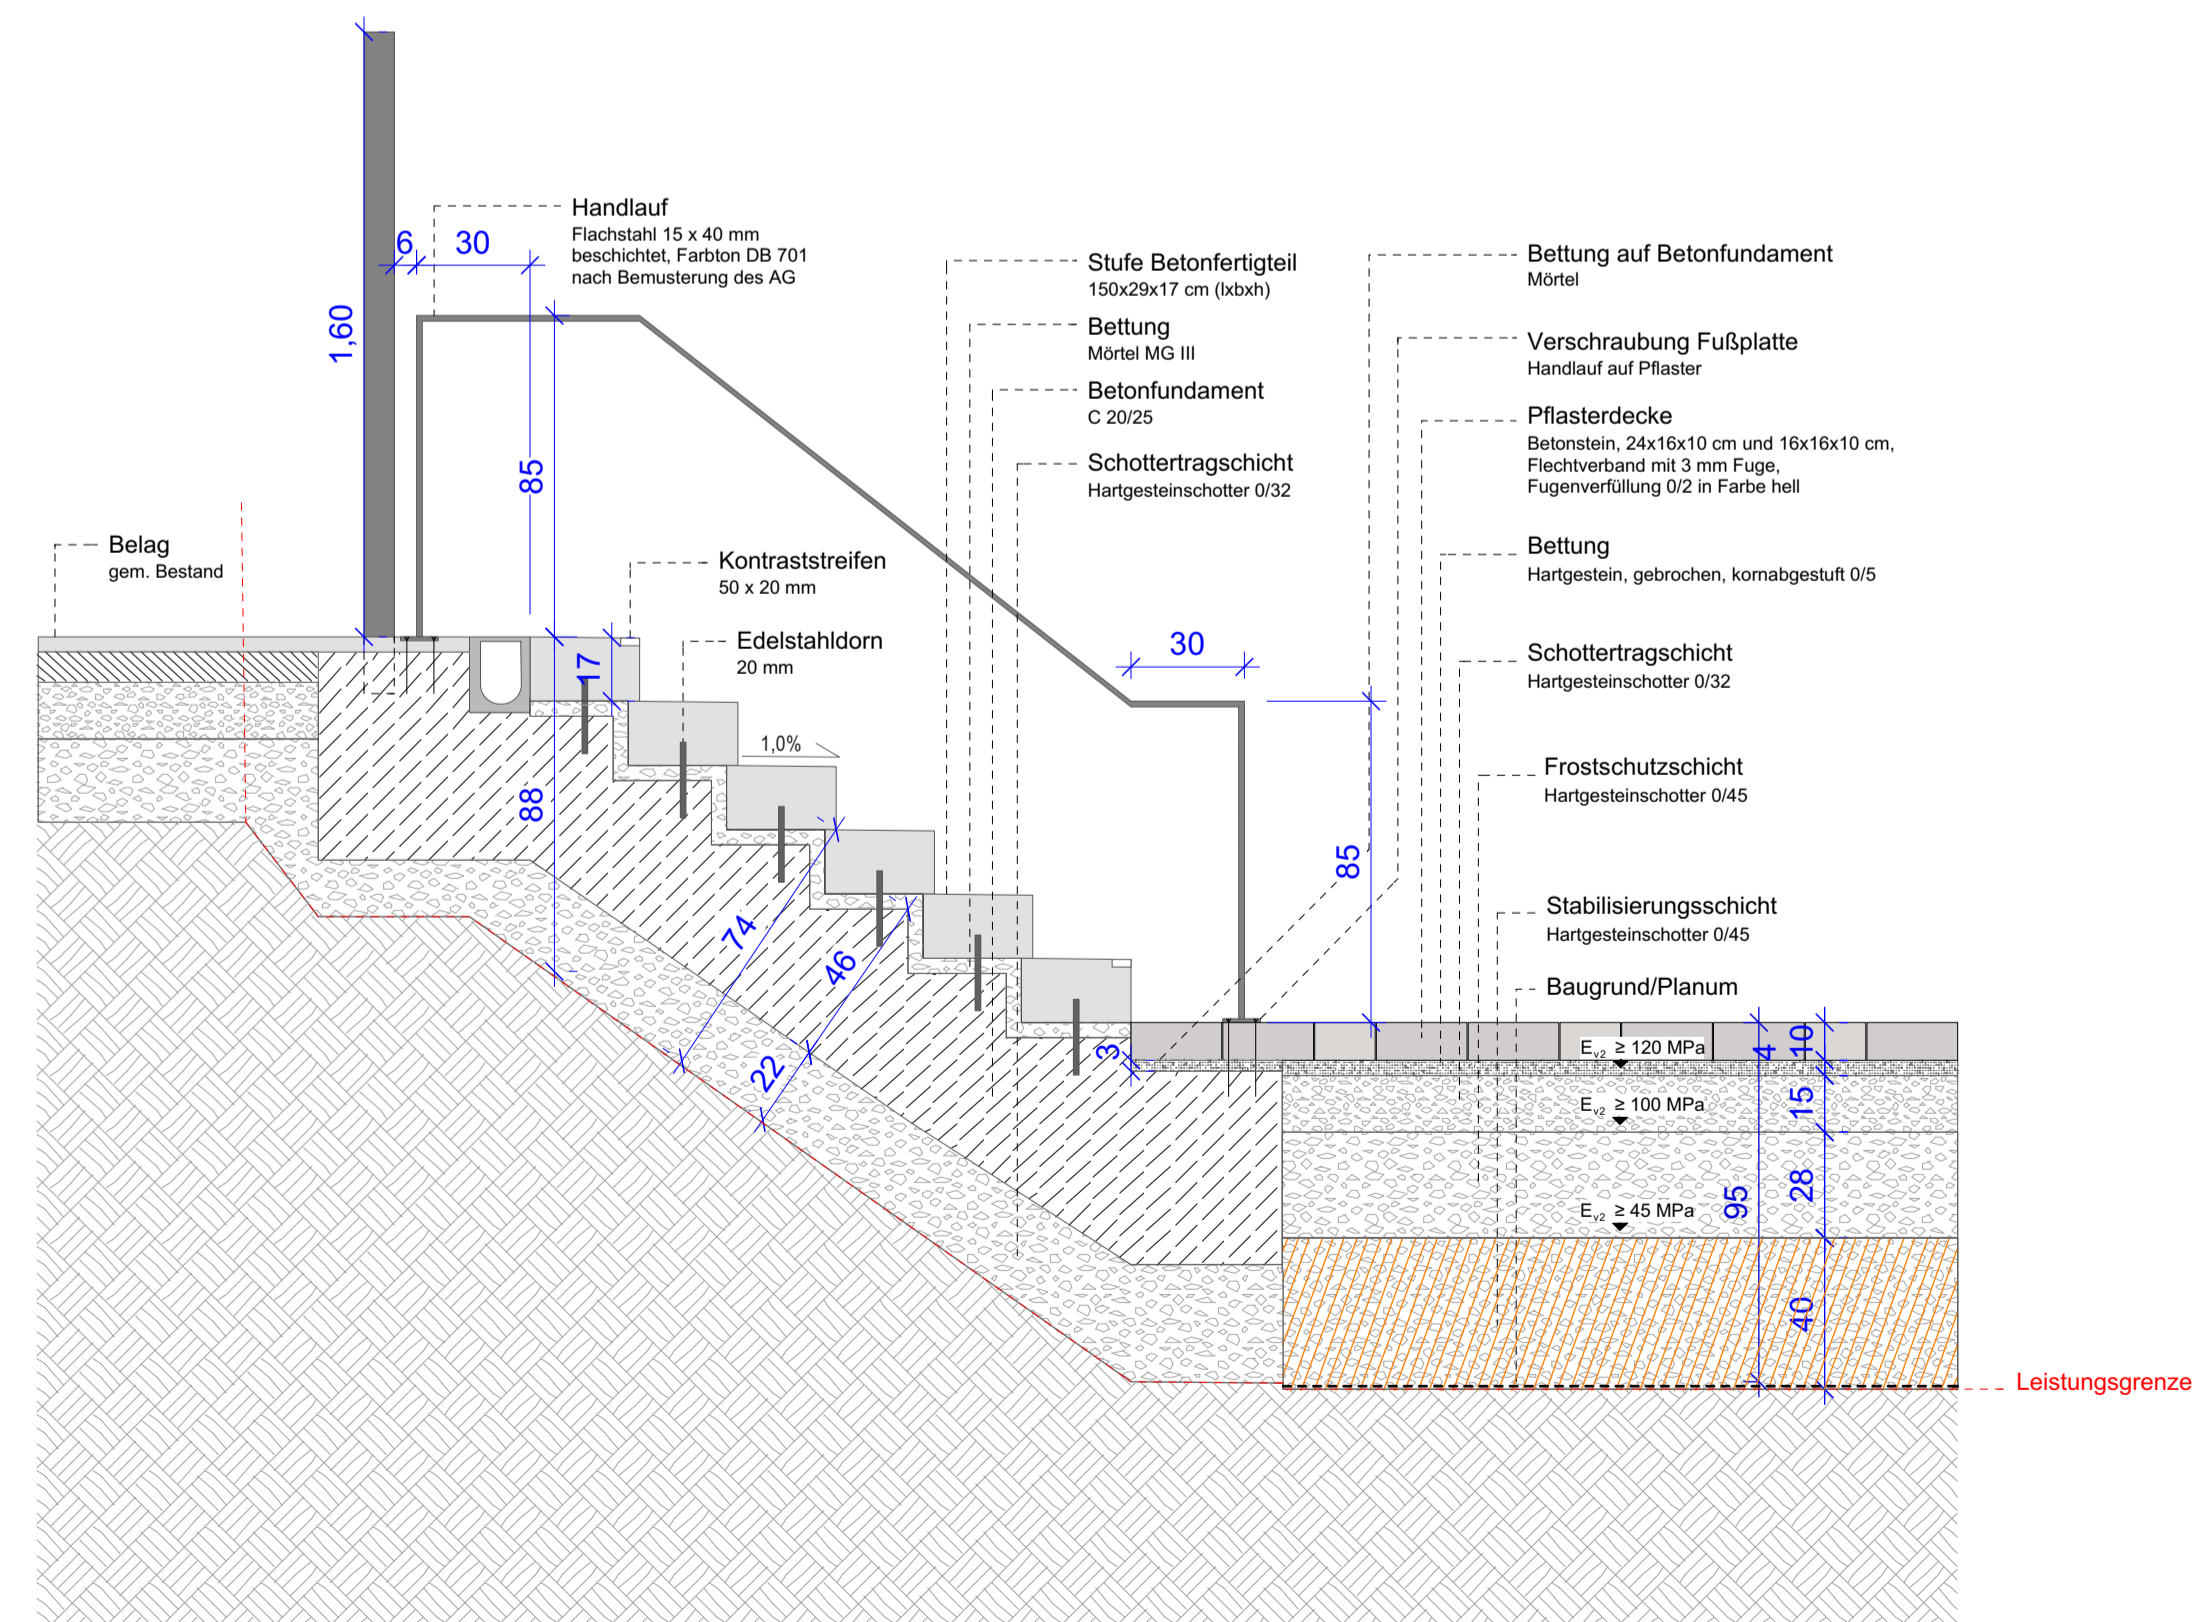 Handlauf
Flachstahl 15 x 40 mm
beschichtet, Farbton DB 701
nach Bemusterung des AG
6
30
1,60
85
Belag
gem. Bestand
Kontraststreifen
50 x 20 mm
Edelstahldorn
20 mm
17
1,0%
88
74
46
22
Stufe Betonfertigteil
150x29x17 cm (lxbxh)
Bettung
Mörtel MG III
Betonfundament
C 20/25
Schottertragschicht
Hartgesteinschotter 0/32
30
85
3
Bettung auf Betonfundament
Mörtel
Verschraubung Fußplatte
Handlauf auf Pflaster
Pflasterdecke
Betonstein, 24x16x10 cm und 16x16x10 cm,
Flechtverband mit 3 mm Fuge,
Fugenverfüllung 0/2 in Farbe hell
Bettung
Hartgestein, gebrochen, kornabgestuft 0/5
Schottertragschicht
Hartgesteinschotter 0/32
Frostschutzschicht
Hartgesteinschotter 0/45
Stabilisierungsschicht
Hartgesteinschotter 0/45
Baugrund/Planum
Ev2 ≥ 120 MPa
4
10
Ev2 ≥ 100 MPa
15
28
95
Ev2 ≥ 45 MPa
40
Leistungsgrenze